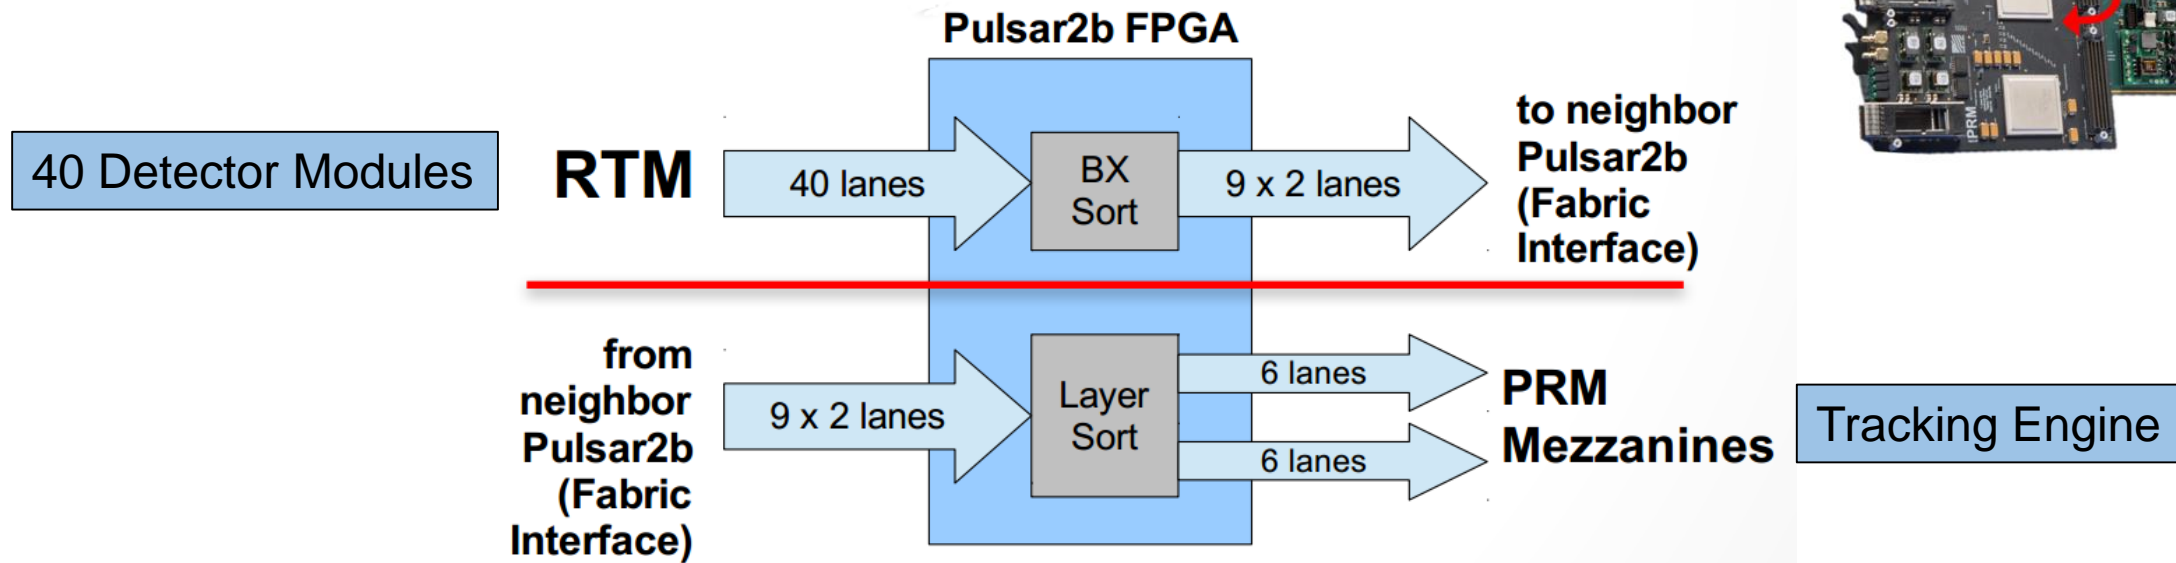 Pulsar2b FPGA
40 Detector Modules
RTM
40 lanes
BX
Sort
9 x 2 lanes
to neighbor
Pulsar2b
(Fabric
Interface)
from
neighbor
Pulsar2b
(Fabric
Interface)
9 x 2 lanes
Layer
Sort
6 lanes
6 lanes
PRM
Mezzanines
Tracking Engine
PRM